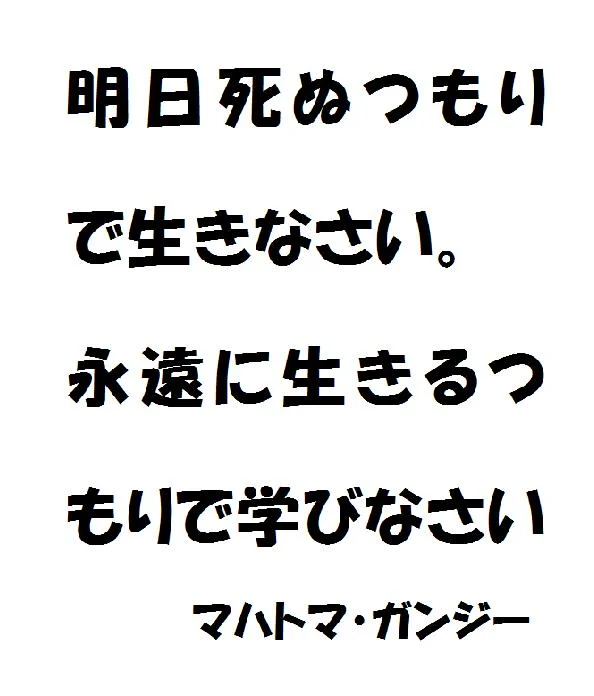 明日死ぬつもり
で生きなさい。
永遠に生きるつ
もりで学びなさい
マハトマ・ガンジー